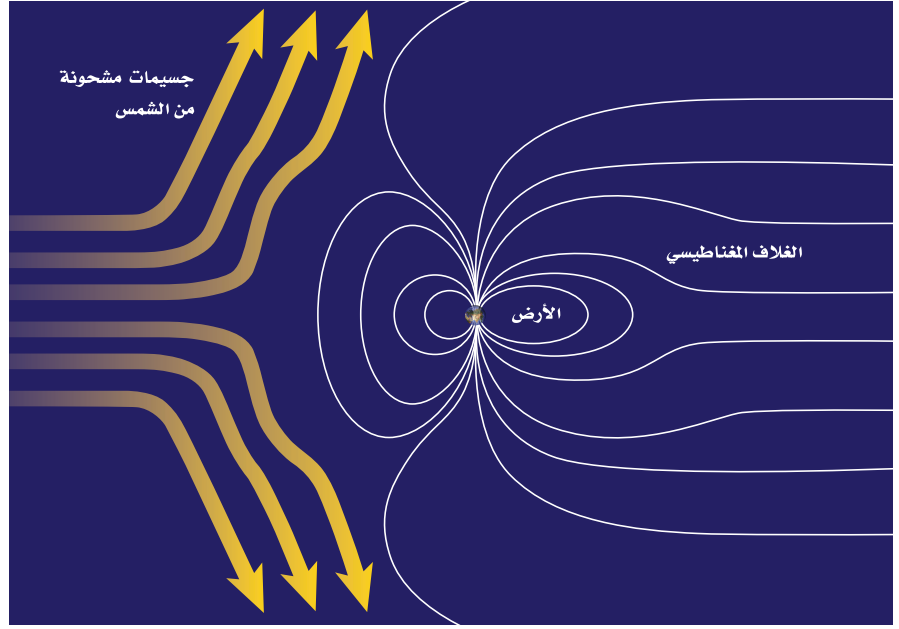 جسيمات مشحونة
من الشمس
الغلاف المغناطيسي
الأرض